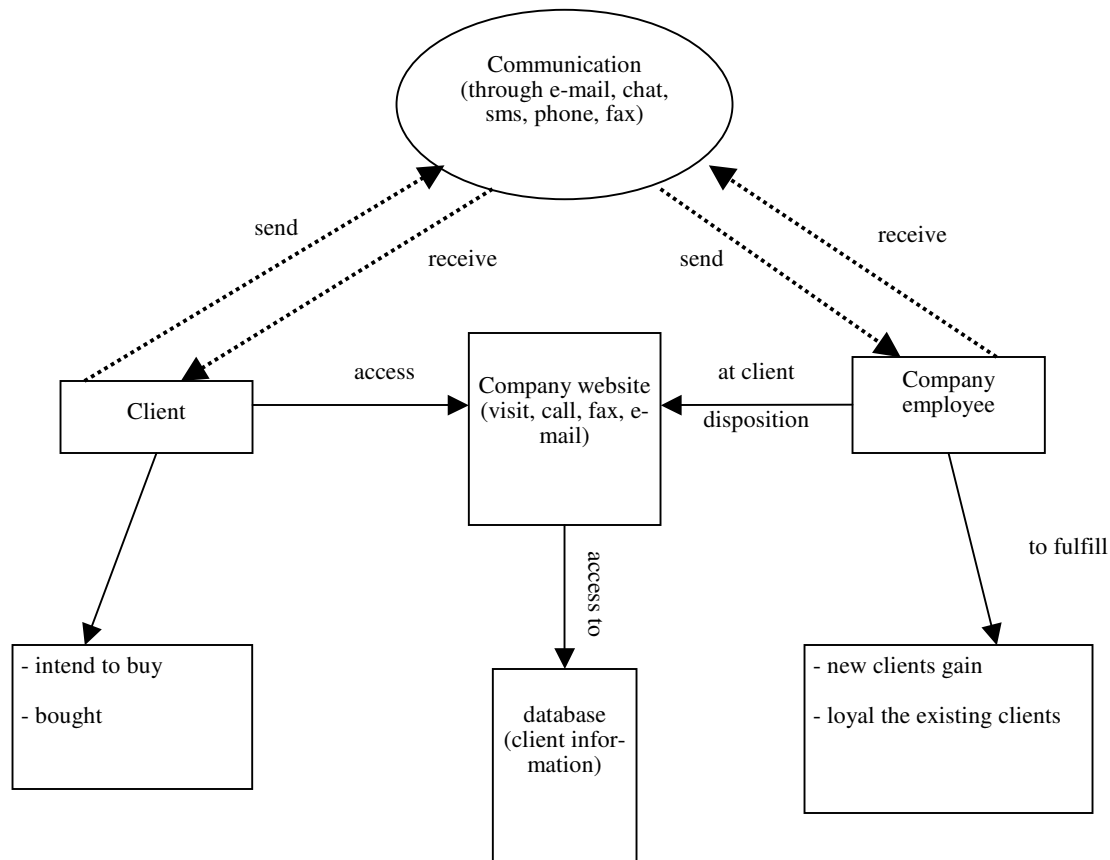 Communication
(through e-mail, chat,
sms, phone, fax)
send
receive
send
receive
Client
access
Company website
(visit, call, fax, e-
mail)
at client
disposition
Company
employee
access to
to fulfill
- intend to buy
- bought
database
(client infor-
mation)
- new clients gain
- loyal the existing clients